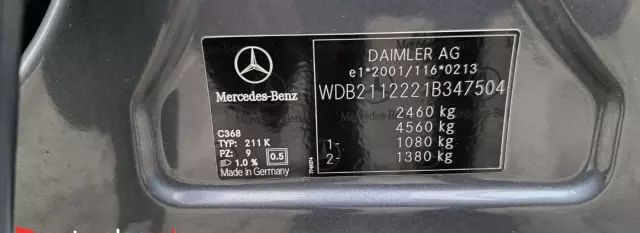 DAIMLER AG
e1*2001/116*0213
WDB2112221B347504
2460 kg
4560 kg
1- 1080 kg
2- 1380 kg
Mercedes-Benz
C368
TYP: 211 K
PZ: 9
1.0 % 0.5
Made in Germany